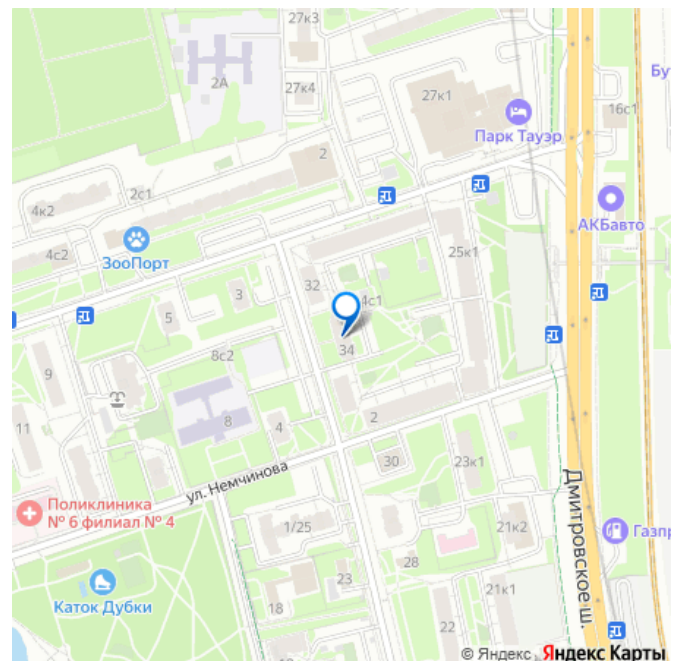 27к3
2А
27к4
27к1
Бу
16с1
Парк Тауэр
2
2с1
4к2
АКБавто
4с2
ЗооПорт
25к1
32
3
4с1
5
34
8с2
9
2
8
4
11
30
23к1
ул. Немчинова
Поликлиника
№ 6 филиал № 4
1/25
21к2
Дмитровское ш.
Газпр
28
23
21к1
18
Каток Дубки
22
© Яндекс
Яндекс Карты